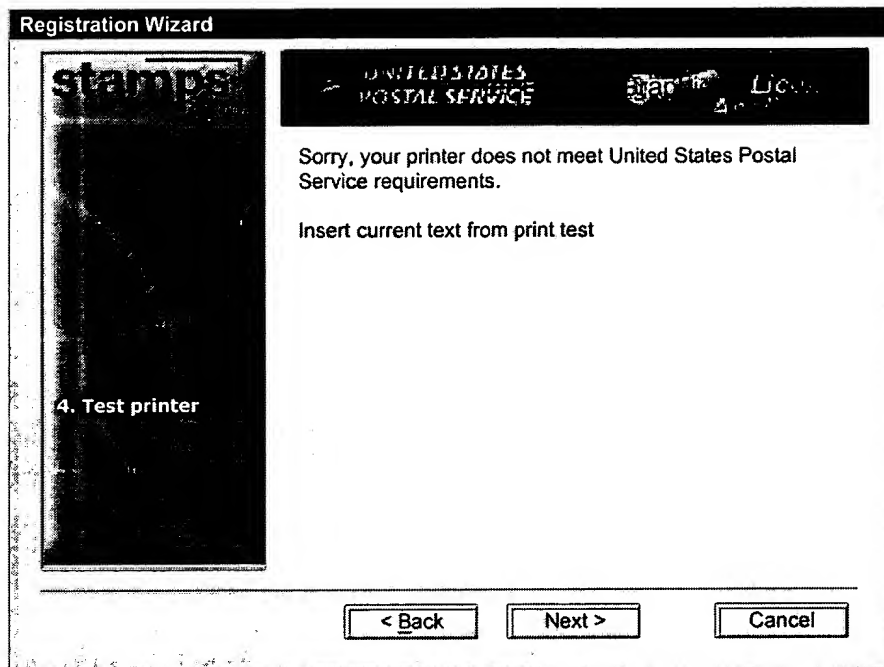 Registration Wizard
stamps
UNITED STATES
POSTAL SERVICE
Sorry, your printer does not meet United States Postal
Service requirements.
Insert current text from print test
4. Test printer
< Back
Next >
Cancel